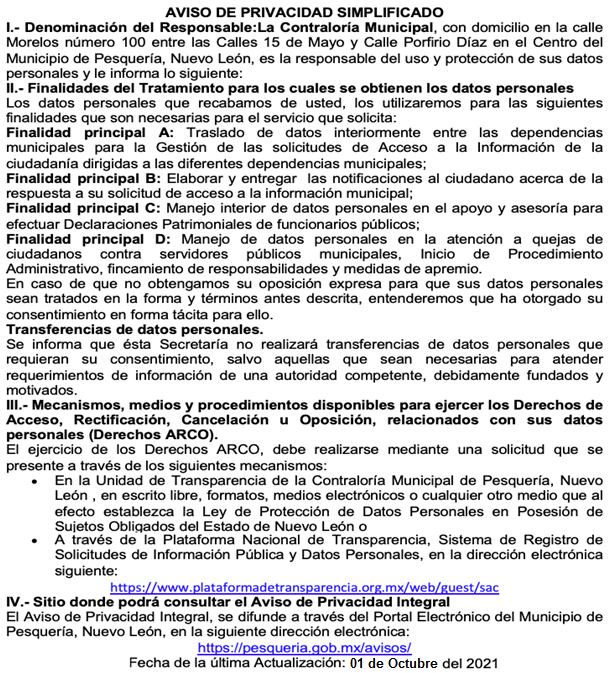 AVISO DE PRIVACIDAD SIMPLIFICADO
I.- Denominación del Responsable:La Contraloría Municipal, con domicilio en la calle
Morelos número 100 entre las Calles 15 de Mayo y Calle Porfirio Díaz en el Centro del
Municipio de Pesquería, Nuevo León, es la responsable del uso y protección de sus datos
personales y le informa lo siguiente:
II.- Finalidades del Tratamiento para los cuales se obtienen los datos personales
Los datos personales que recabamos de usted, los utilizaremos para las siguientes
finalidades que son necesarias para el servicio que solicita:
Finalidad principal A: Traslado de datos interiormente entre las dependencias
municipales para la Gestión de las solicitudes de Acceso a la Información de la
ciudadanía dirigidas a las diferentes dependencias municipales;
Finalidad principal B: Elaborar y entregar las notificaciones al ciudadano acerca de la
respuesta a su solicitud de acceso a la información municipal;
Finalidad principal C: Manejo interior de datos personales en el apoyo y asesoría para
efectuar Declaraciones Patrimoniales de funcionarios públicos;
Finalidad principal D: Manejo de datos personales en la atención a quejas de
ciudadanos contra servidores públicos municipales, Inicio de Procedimiento
Administrativo, fincamiento de responsabilidades y medidas de apremio.
En caso de que no obtengamos su oposición expresa para que sus datos personales
sean tratados en la forma y términos antes descrita, entenderemos que ha otorgado su
consentimiento en forma tácita para ello.
Transferencias de datos personales.
Se informa que ésta Secretaría no realizará transferencias de datos personales que
requieran su consentimiento, salvo aquellas que sean necesarias para atender
requerimientos de información de una autoridad competente, debidamente fundados y
motivados.
III.- Mecanismos, medios y procedimientos disponibles para ejercer los Derechos de
Acceso, Rectificación, Cancelación u Oposición, relacionados con sus datos
personales (Derechos ARCO).
El ejercicio de los Derechos ARCO, debe realizarse mediante una solicitud que se
presente a través de los siguientes mecanismos:
• En la Unidad de Transparencia de la Contraloría Municipal de Pesquería, Nuevo
León , en escrito libre, formatos, medios electrónicos o cualquier otro medio que al
efecto establezca la Ley de Protección de Datos Personales en Posesión de
Sujetos Obligados del Estado de Nuevo León o
• A través de la Plataforma Nacional de Transparencia, Sistema de Registro de
Solicitudes de Información Pública y Datos Personales, en la dirección electrónica
siguiente:
https://www.plataformadetransparencia.org.mx/web/guest/sac
IV.- Sitio donde podrá consultar el Aviso de Privacidad Integral
El Aviso de Privacidad Integral, se difunde a través del Portal Electrónico del Municipio de
Pesquería, Nuevo León, en la siguiente dirección electrónica:
https://pesqueria.gob.mx/avisos/
Fecha de la última Actualización: 01 de Octubre del 2021